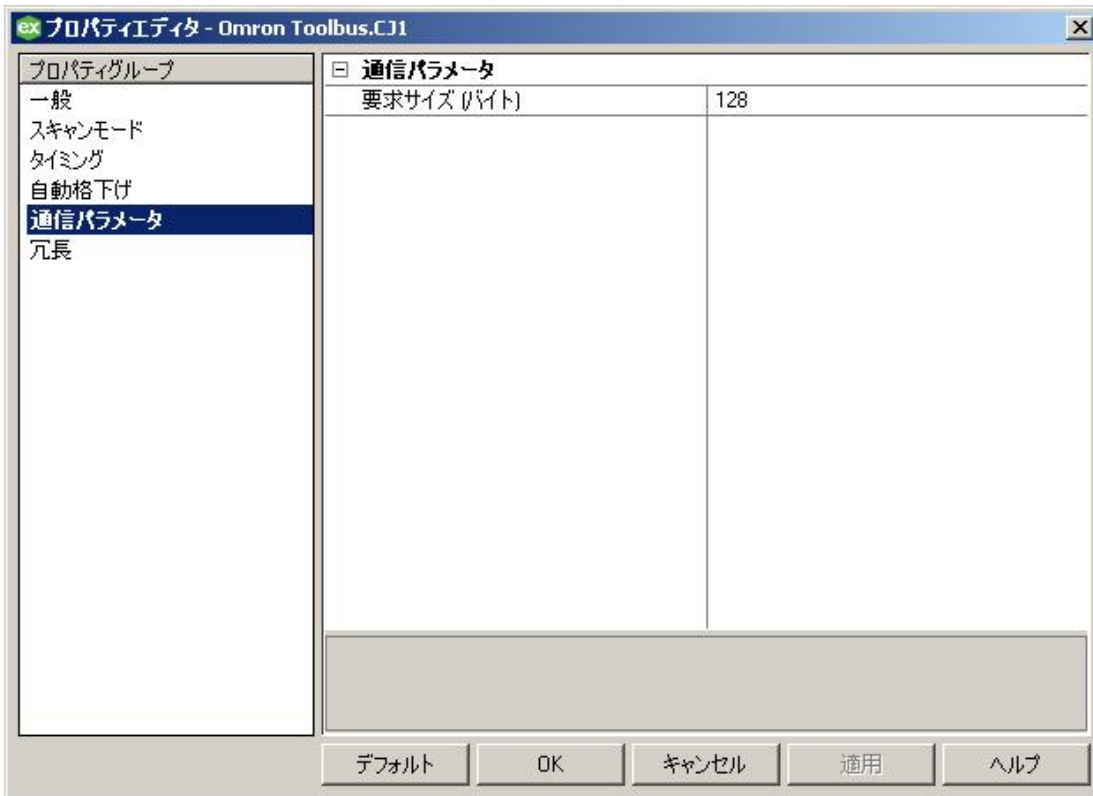 ex プロパティエディタ - Omron Toolbus.CJ1
プロパティグループ
一般
スキャンモード
タイミング
自動格下げ
通信パラメータ
冗長
通信パラメータ
要求サイズ (バイト) 128
デフォルト OK キャンセル 適用 ヘルプ